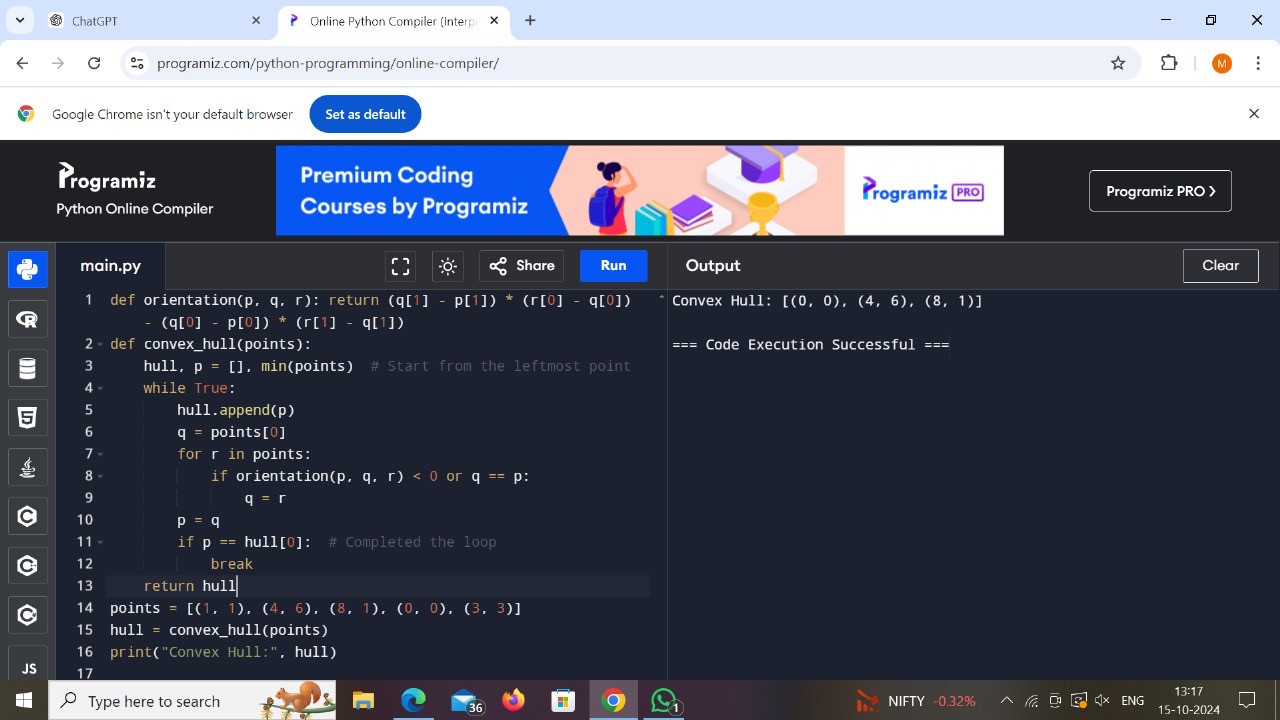 ChatGPT
Online Python Compiler (Interpr
programiz.com/python-programming/online-compiler/
M
Google Chrome isn't your default browser
Set as default
Programiz
Python Online Compiler
Premium Coding
Courses by Programiz
Programiz PRO
Programiz PRO
main.py
Share
Run
Output
Clear
1 def orientation(p, q, r): return (q[1] - p[1]) * (r[0] - q[0])
- (q[0] - p[0]) * (r[1] - q[1])
2 def convex_hull(points):
3 hull, p = [], min(points)  # Start from the leftmost point
4 while True:
5 hull.append(p)
6 q = points[0]
7 for r in points:
8 if orientation(p, q, r) < 0 or q == p:
9 q = r
10 p = q
11 if p == hull[0]:  # Completed the loop
12 break
13 return hull
14 points = [(1, 1), (4, 6), (8, 1), (0, 0), (3, 3)]
15 hull = convex_hull(points)
16 print("Convex Hull:", hull)
17
Convex Hull: [(0, 0), (4, 6), (8, 1)]
=== Code Execution Successful ===
R
5
C
C
C
JS
Type here to search
36
1
NIFTY -0.32%
ENG
13:17
15-10-2024